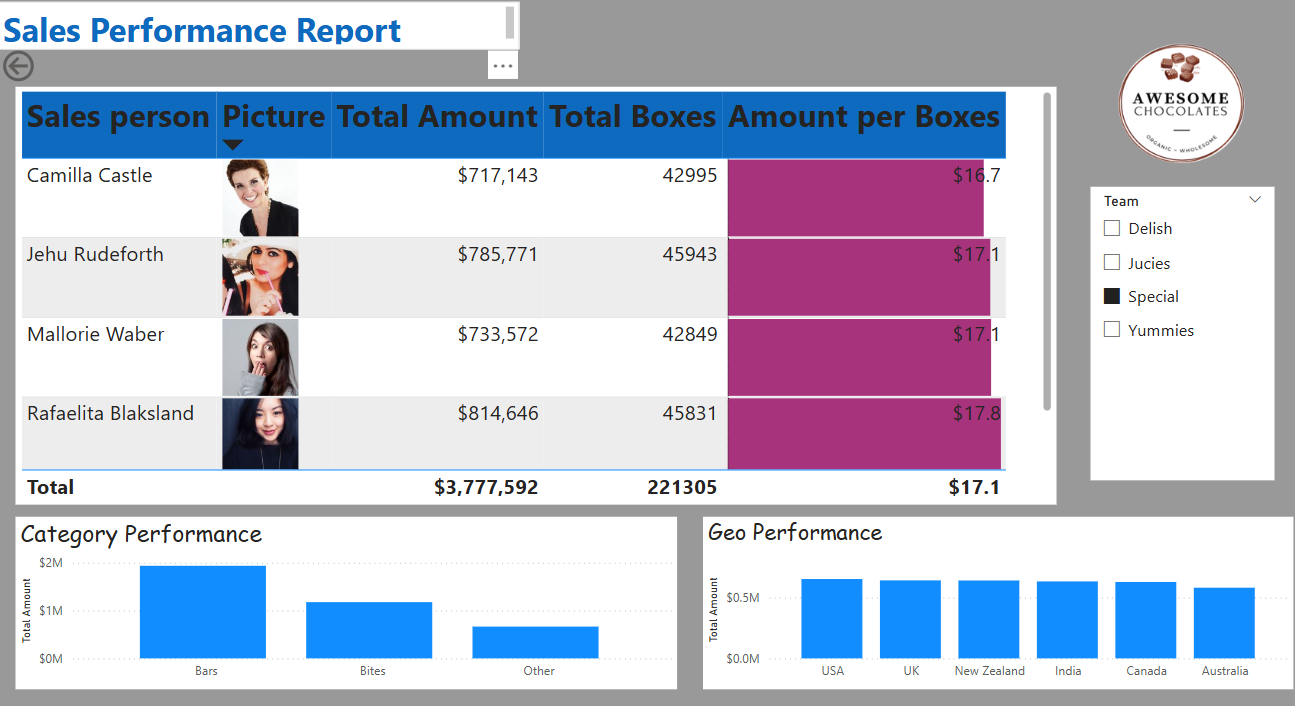 Sales Performance Report
...
AWESOME
CHOCOLATES
ORGANIC - WHOLESOME
Sales person Picture Total Amount Total Boxes Amount per Boxes
Camilla Castle $717,143 42995 $16.7
Jehu Rudeforth $785,771 45943 $17.1
Mallorie Waber $733,572 42849 $17.1
Rafaelita Blaksland $814,646 45831 $17.8
Total $3,777,592 221305 $17.1
Team
Delish
Jucies
Special
Yummies
Category Performance
Total Amount
$2M
$1M
$0M
Bars Bites Other
Geo Performance
Total Amount
$0.5M
$0.0M
USA UK New Zealand India Canada Australia